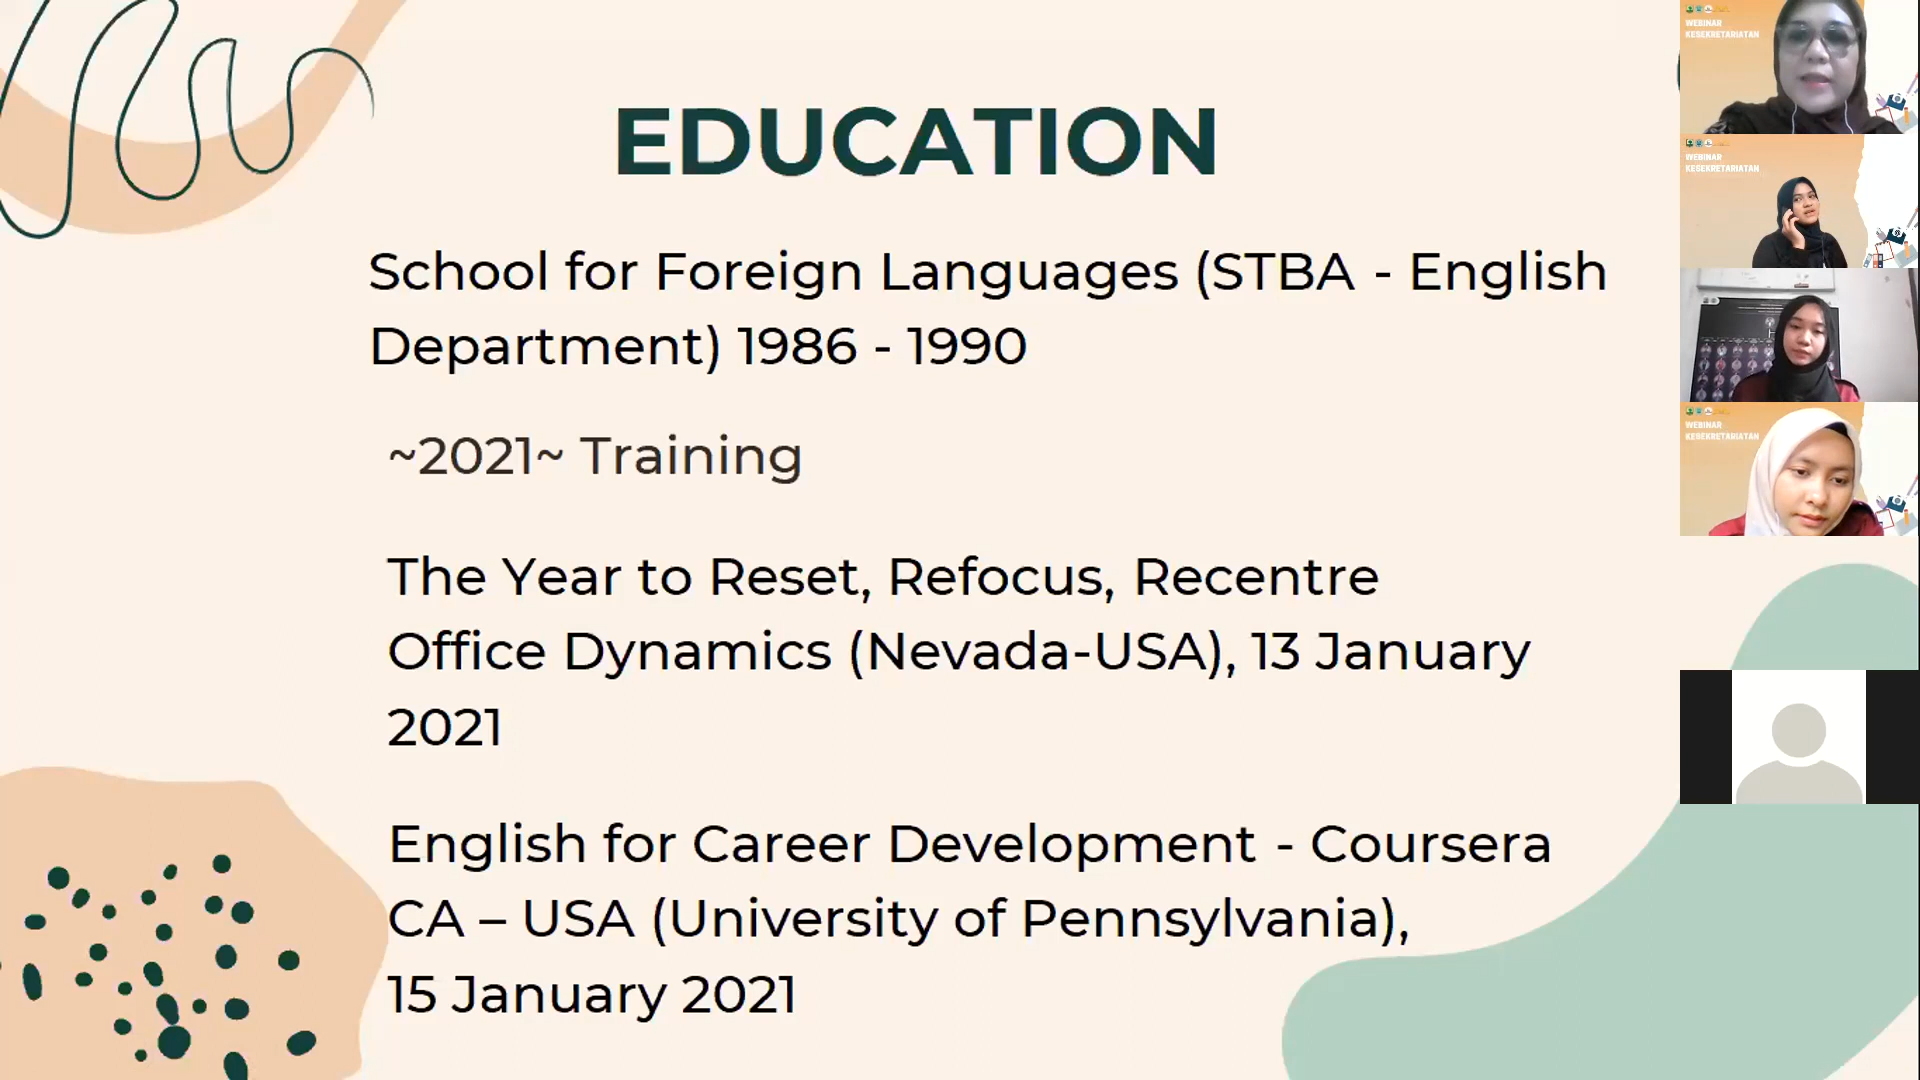 EDUCATION
School for Foreign Languages (STBA - English
Department) 1986 - 1990
~2021~ Training
The Year to Reset, Refocus, Recentre
Office Dynamics (Nevada-USA), 13 January
2021
English for Career Development - Coursera
CA – USA (University of Pennsylvania),
15 January 2021
WEBINAR
KESEKRETARIATAN
WEBINAR
KESEKRETARIATAN
WEBINAR
KESEKRETARIATAN